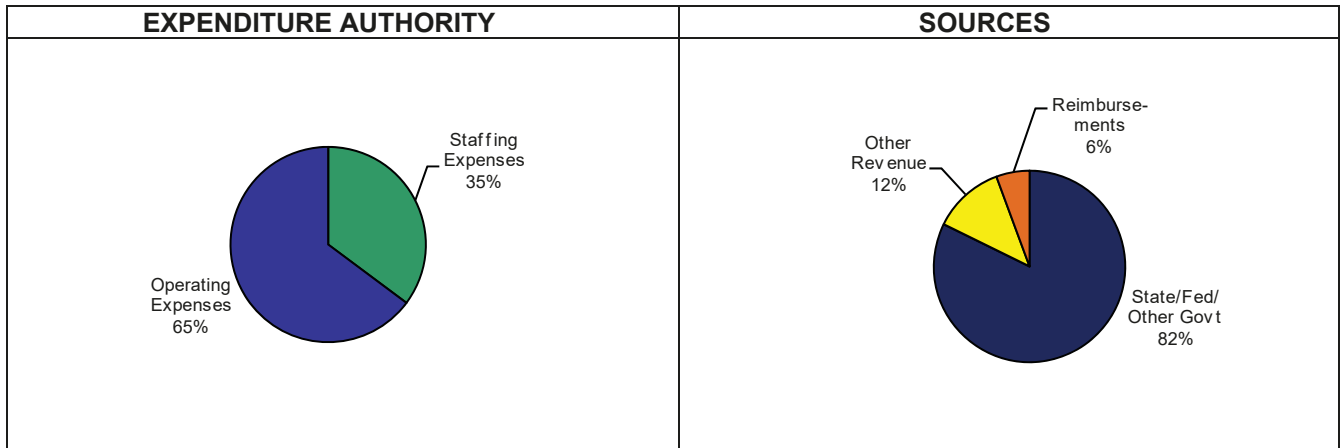 EXPENDITURE AUTHORITY
Staffing
Expenses
35%
Operating
Expenses
65%
SOURCES
Reimburse-
ments
6%
Other
Revenue
12%
State/Fed/
Other Govt
82%